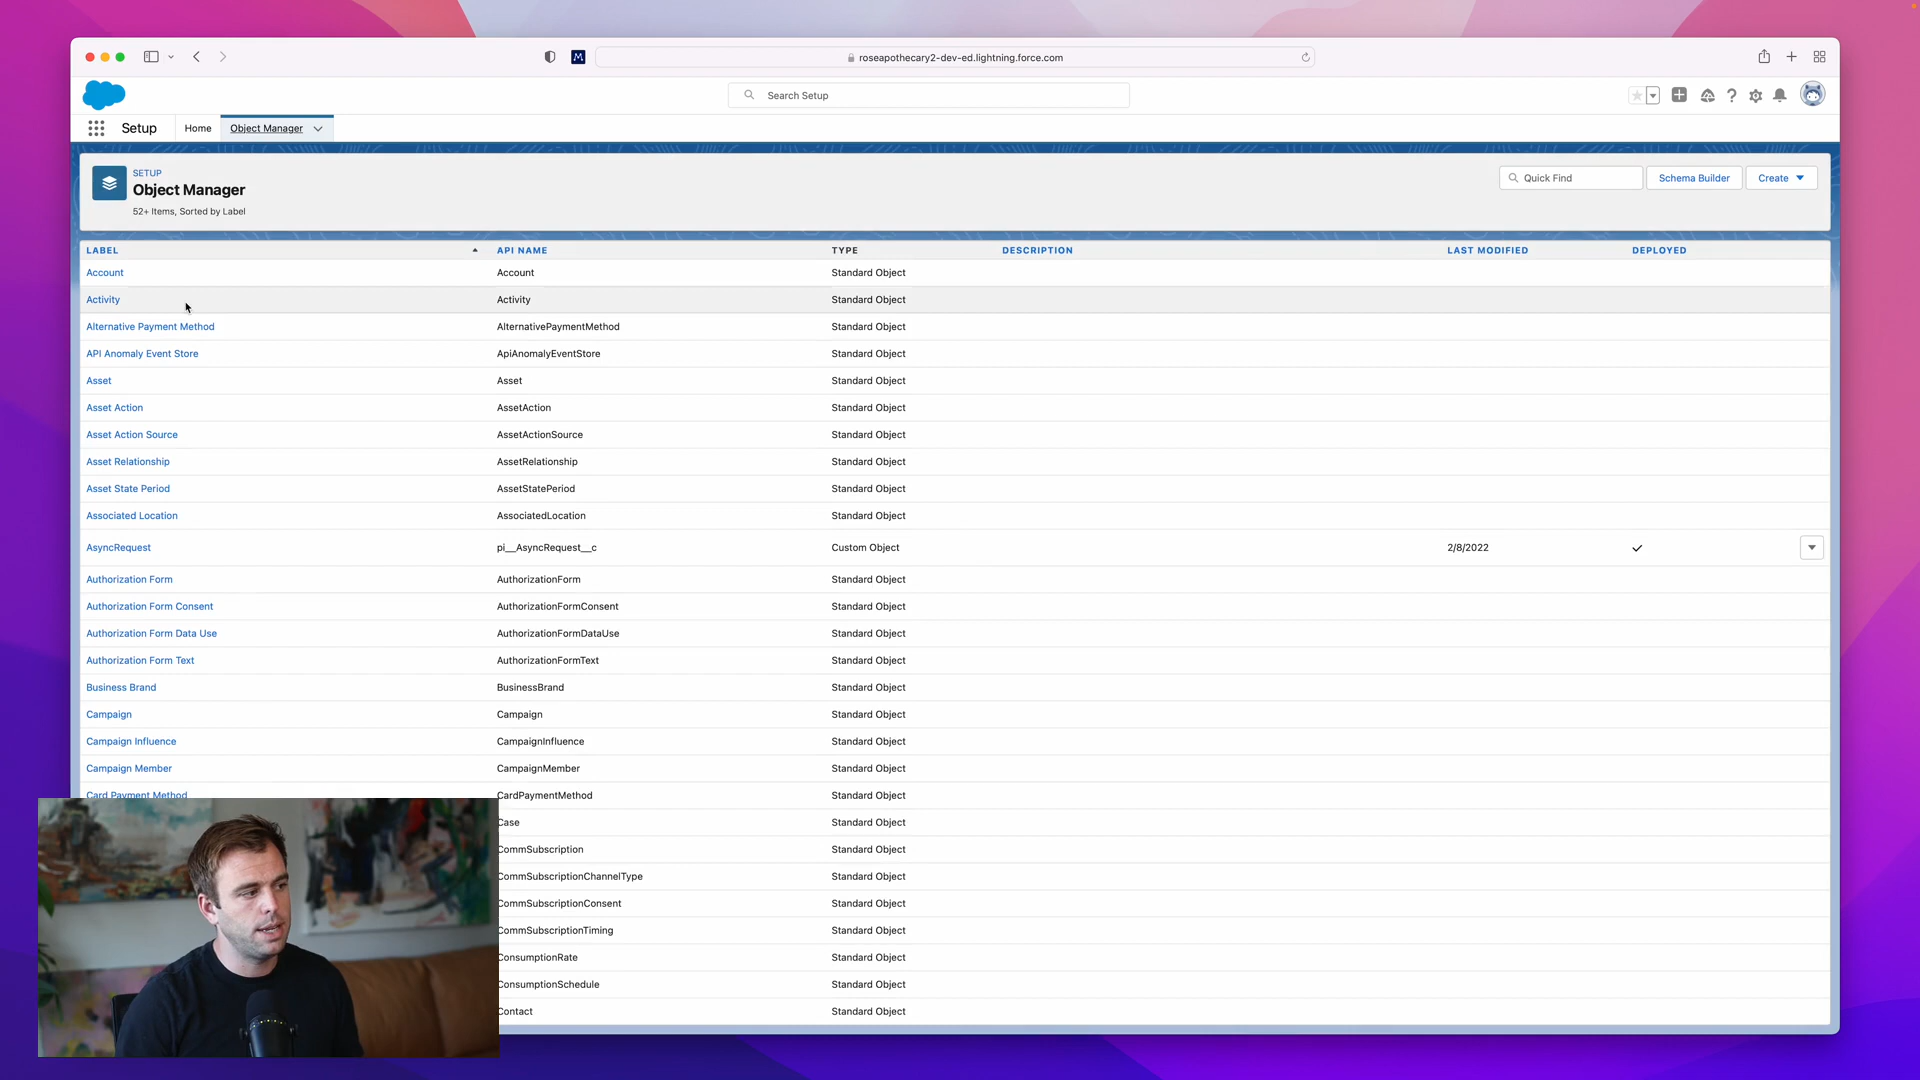 M
roseapothecary2-dev-ed.lightning.force.com
Search Setup
Setup
Home
Object Manager
SETUP
Object Manager
52+ Items, Sorted by Label
Quick Find
Schema Builder
Create
LABEL API NAME TYPE DESCRIPTION LAST MODIFIED DEPLOYED
Account Account Standard Object
Activity Activity Standard Object
Alternative Payment Method AlternativePaymentMethod Standard Object
API Anomaly Event Store ApiAnomalyEventStore Standard Object
Asset Asset Standard Object
Asset Action AssetAction Standard Object
Asset Action Source AssetActionSource Standard Object
Asset Relationship AssetRelationship Standard Object
Asset State Period AssetStatePeriod Standard Object
Associated Location AssociatedLocation Standard Object
AsyncRequest pi__AsyncRequest__c Custom Object 2/8/2022
Authorization Form AuthorizationForm Standard Object
Authorization Form Consent AuthorizationFormConsent Standard Object
Authorization Form Data Use AuthorizationFormDataUse Standard Object
Authorization Form Text AuthorizationFormText Standard Object
Business Brand BusinessBrand Standard Object
Campaign Campaign Standard Object
Campaign Influence CampaignInfluence Standard Object
Campaign Member CampaignMember Standard Object
Card Payment Method CardPaymentMethod Standard Object
Case Standard Object
CommSubscription Standard Object
CommSubscriptionChannelType Standard Object
CommSubscriptionConsent Standard Object
CommSubscriptionTiming Standard Object
ConsumptionRate Standard Object
ConsumptionSchedule Standard Object
Contact Standard Object